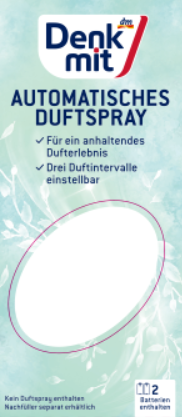 dm
Denk
mit
AUTOMATISCHES
DUFTSPRAY
✓ Für ein anhaltendes
Dufterlebnis
✓ Drei Duftintervalle
einstellbar
Kein Duftspray enthalten
Nachfüller separat erhältlich
2
Batterien
enthalten